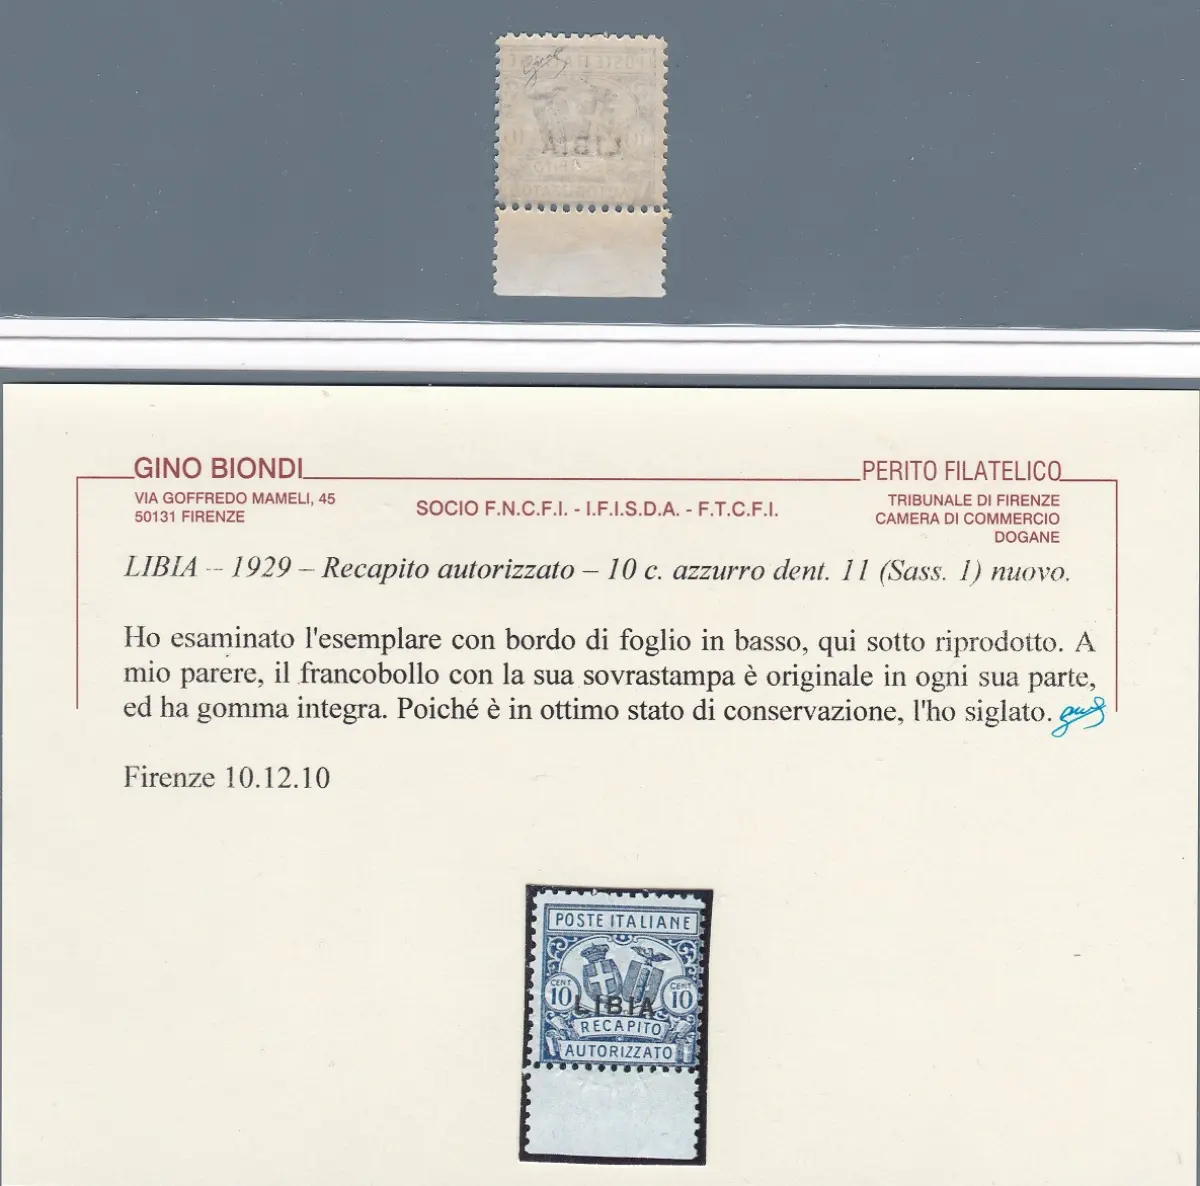 LIBIA
GINO BIONDI
PERITO FILATELICO
VIA GOFFREDO MAMELI, 45
50131 FIRENZE
SOCIO F.N.C.F.I. - I.F.I.S.D.A. - F.T.C.F.I.
TRIBUNALE DI FIRENZE
CAMERA DI COMMERCIO
DOGANE
LIBIA -- 1929 – Recapito autorizzato – 10 c. azzurro dent. 11 (Sass. 1) nuovo.
Ho esaminato l'esemplare con bordo di foglio in basso, qui sotto riprodotto. A
mio parere, il francobollo con la sua sovrastampa è originale in ogni sua parte,
ed ha gomma integra. Poiché è in ottimo stato di conservazione, l'ho siglato.
Firenze 10.12.10
POSTE ITALIANE
CENT 10
CENT 10
LIBIA
RECAPITO
AUTORIZZATO